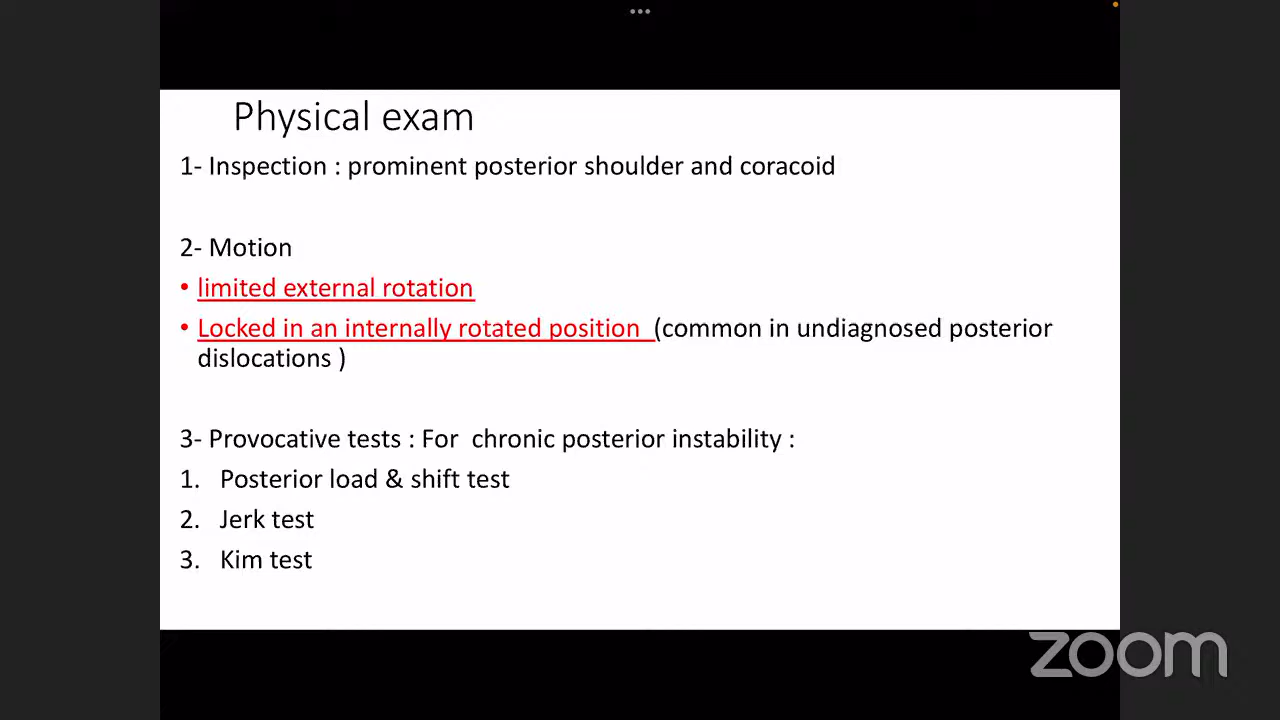 Physical exam
1- Inspection : prominent posterior shoulder and coracoid
2- Motion
• limited external rotation
• Locked in an internally rotated position (common in undiagnosed posterior
dislocations )
3- Provocative tests : For chronic posterior instability :
1. Posterior load & shift test
2. Jerk test
3. Kim test
zoom